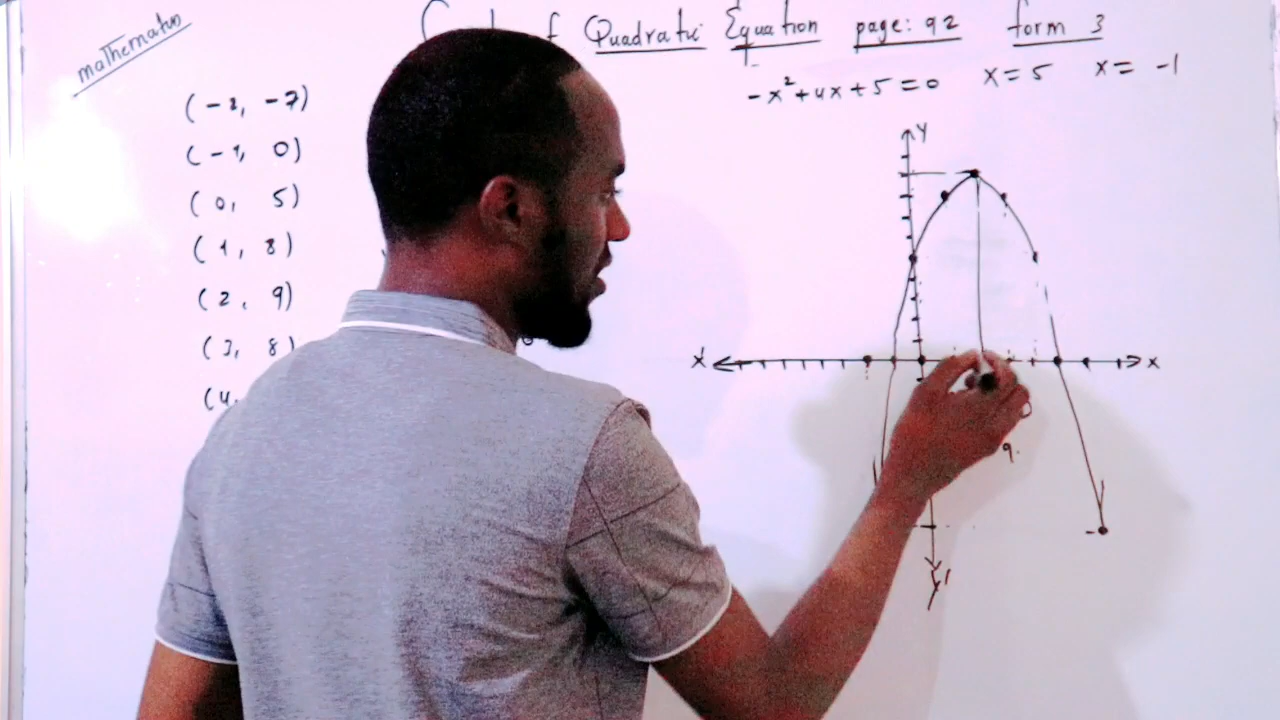 mathematics
of Quadratic Equation page: 92 form 3
-x²+4x+5=0 x=5 x= -1
(-2, -7)
(-1, 0)
(0, 5)
(1, 8)
(2, 9)
(3, 8)
(4,
Y
X' X
9
Y'